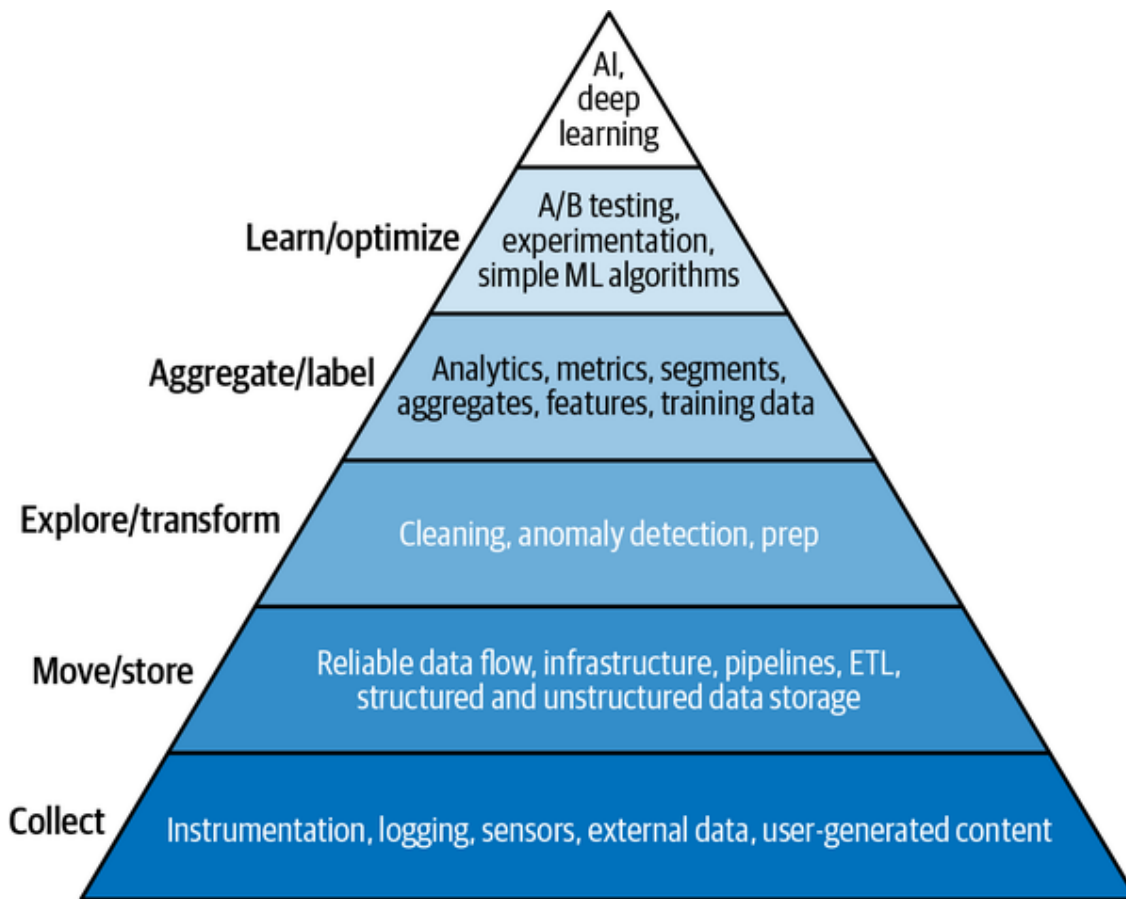 AI,
deep
learning
Learn/optimize
A/B testing,
experimentation,
simple ML algorithms
Aggregate/label
Analytics, metrics, segments,
aggregates, features, training data
Explore/transform
Cleaning, anomaly detection, prep
Move/store
Reliable data flow, infrastructure, pipelines, ETL,
structured and unstructured data storage
Collect
Instrumentation, logging, sensors, external data, user-generated content